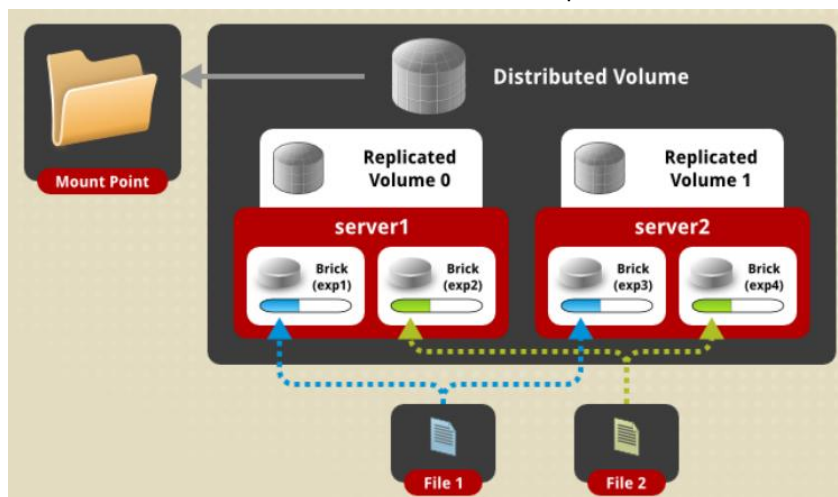 Distributed Volume
Mount Point
Replicated
Volume 0
Replicated
Volume 1
server1
server2
Brick
(exp1)
Brick
(exp2)
Brick
(exp3)
Brick
(exp4)
File 1
File 2